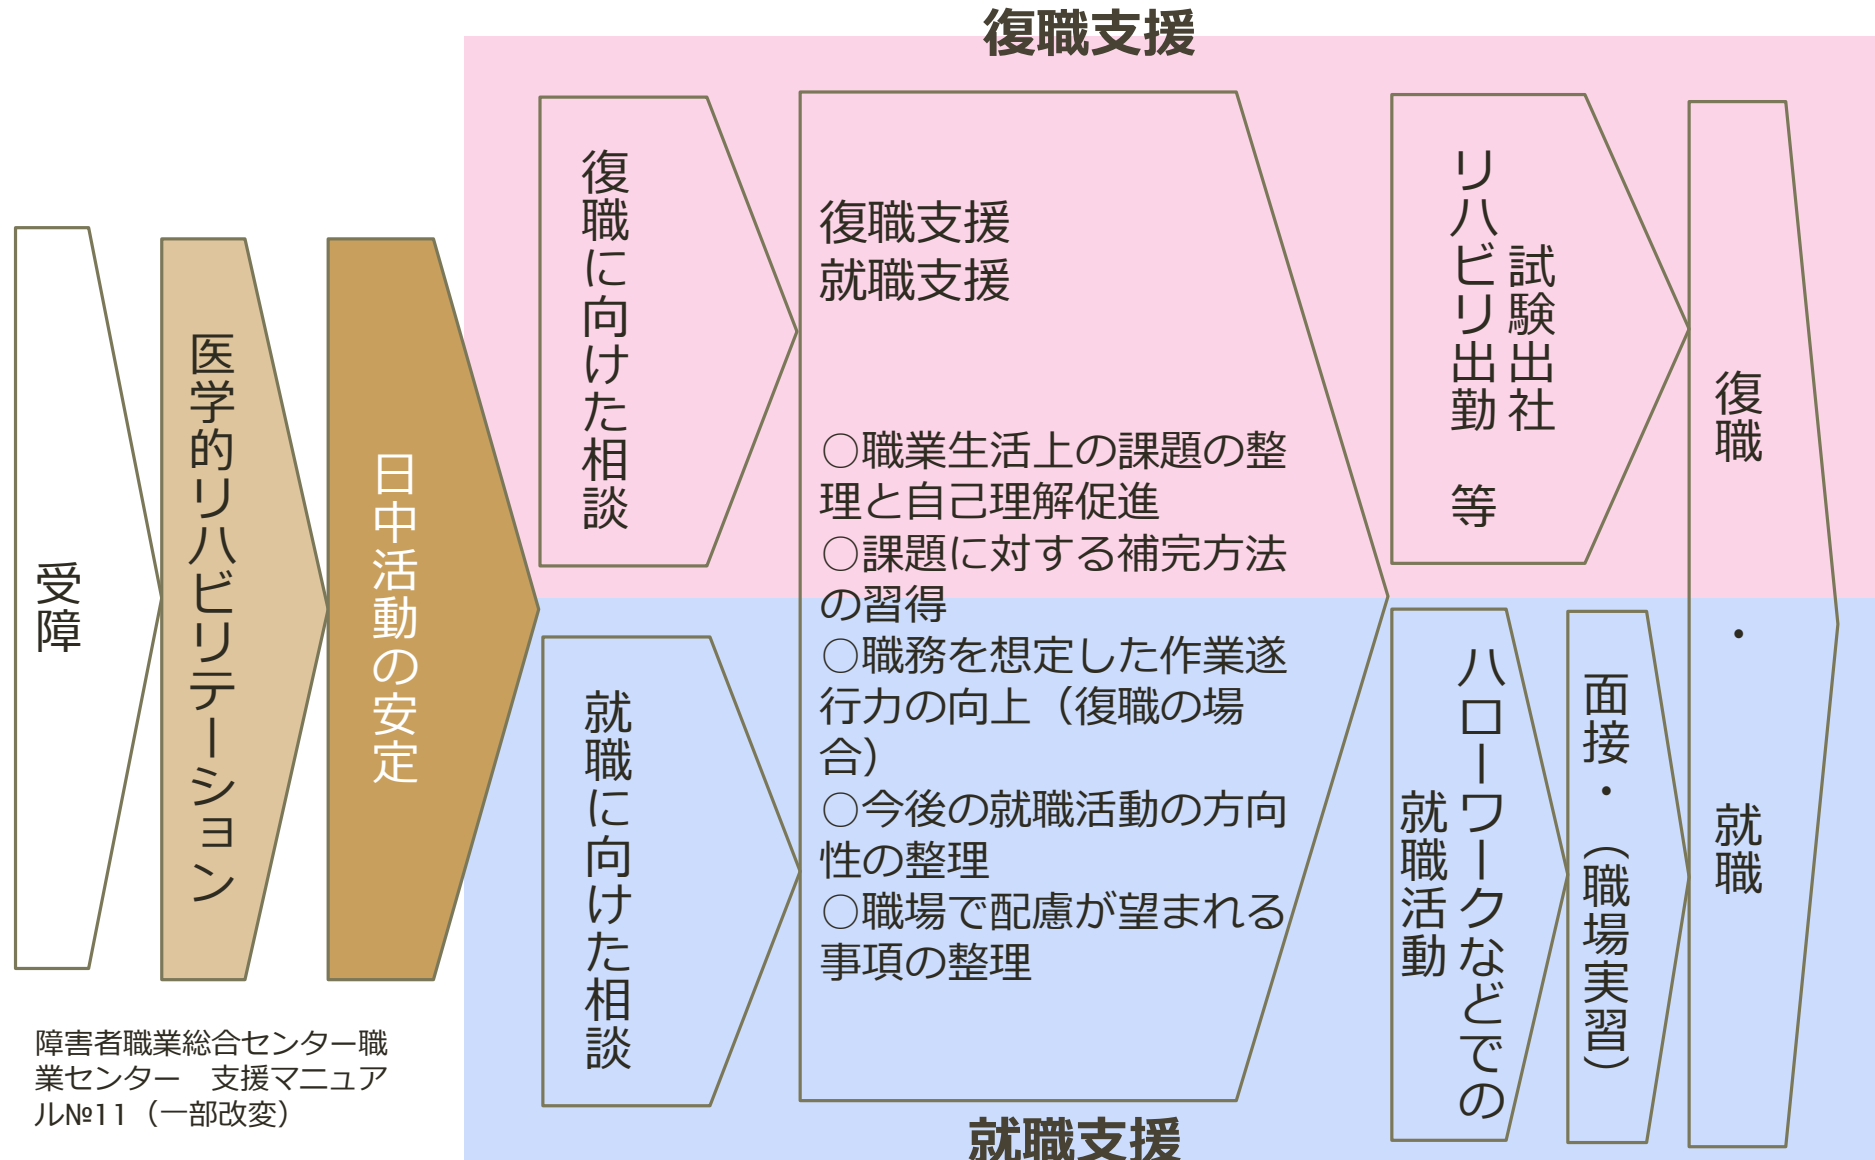 復職支援
受障
医学的リハビリテーション
日中活動の安定
復職に向けた相談
就職に向けた相談
復職支援
就職支援
○職業生活上の課題の整
理と自己理解促進
○課題に対する補完方法
の習得
○職務を想定した作業遂
行力の向上（復職の場
合）
○今後の就職活動の方向
性の整理
○職場で配慮が望まれる
事項の整理
試験出社
リハビリ出勤　等
ハローワークなどでの
就職活動
面接・（職場実習）
復職　・　就職
障害者職業総合センター職
業センター　支援マニュア
ル№11（一部改変）
就職支援